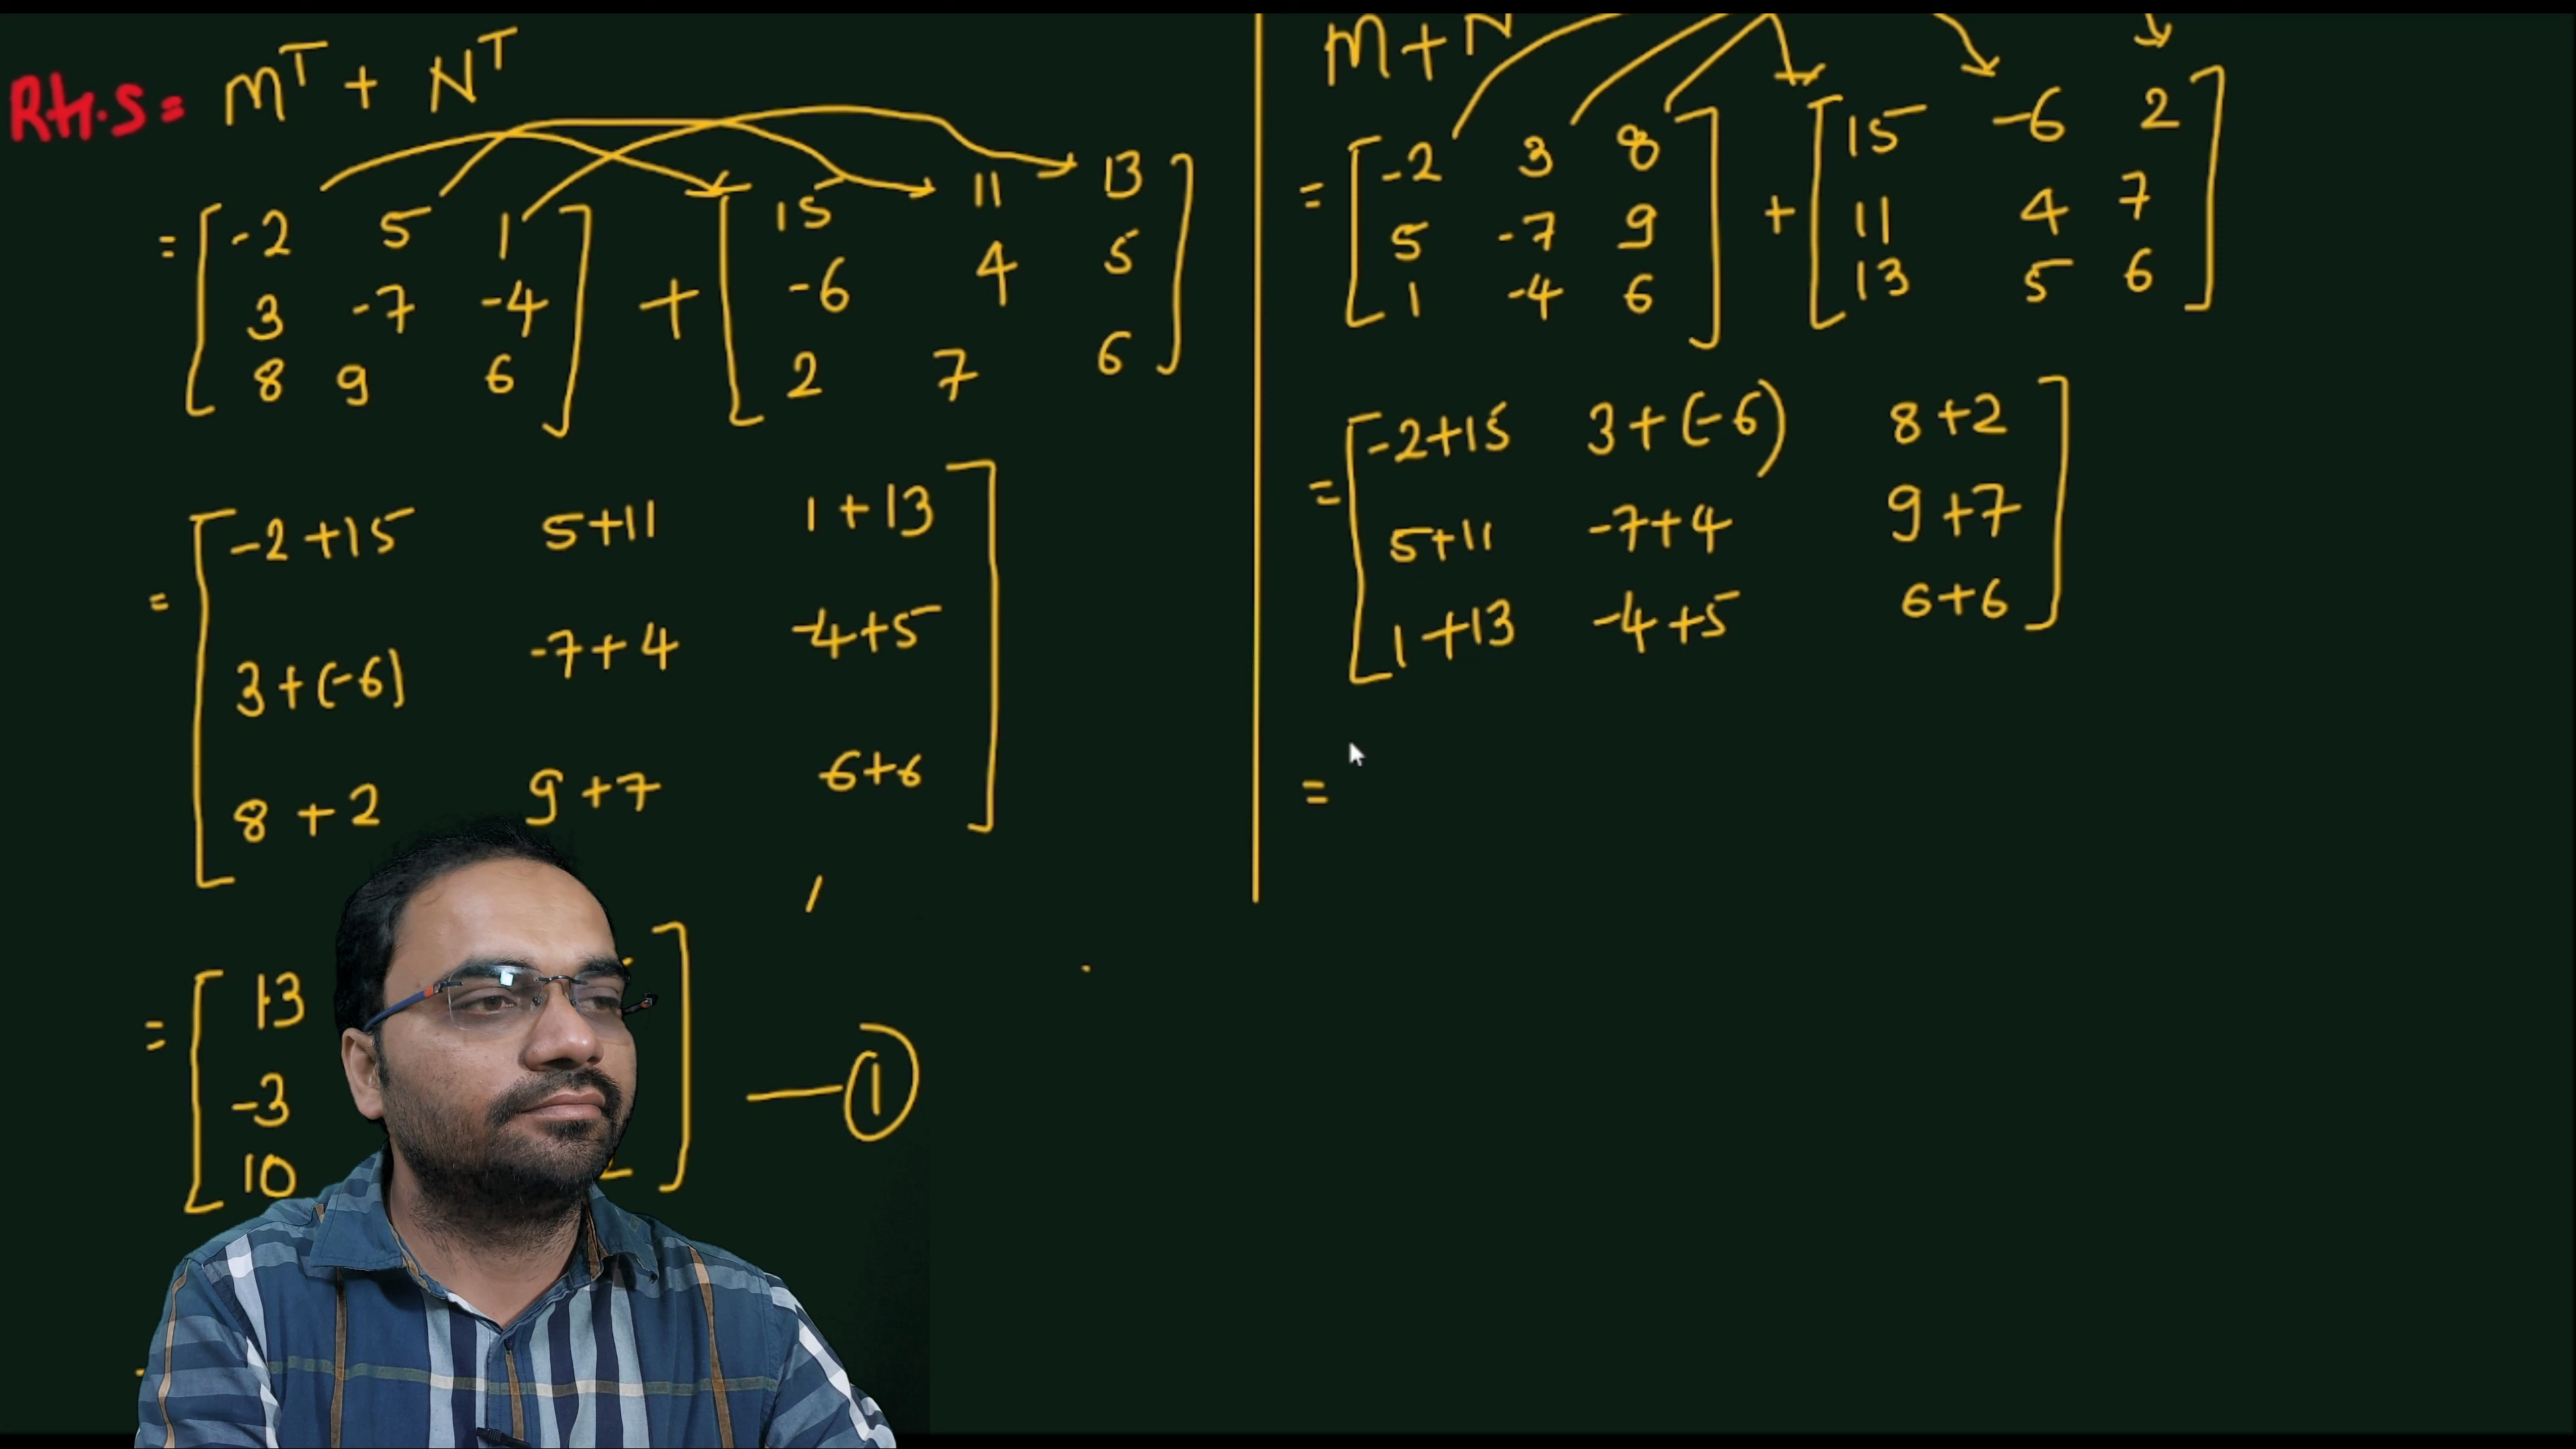 RH.S = Mᵀ + Nᵀ
= [ -2 5 1
3 -7 -4
8 9 6 ] + [ 15 11 13
-6 4 5
2 7 6 ]
= [ -2+15 5+11 1+13
3+(-6) -7+4 -4+5
8+2 9+7 6+6 ]
= [ 13
-3
10 ] — ①
M+N
= [ -2 3 8
5 -7 9
1 -4 6 ] + [ 15 -6 2
11 4 7
13 5 6 ]
= [ -2+15 3+(-6) 8+2
5+11 -7+4 9+7
1+13 -4+5 6+6 ]
=